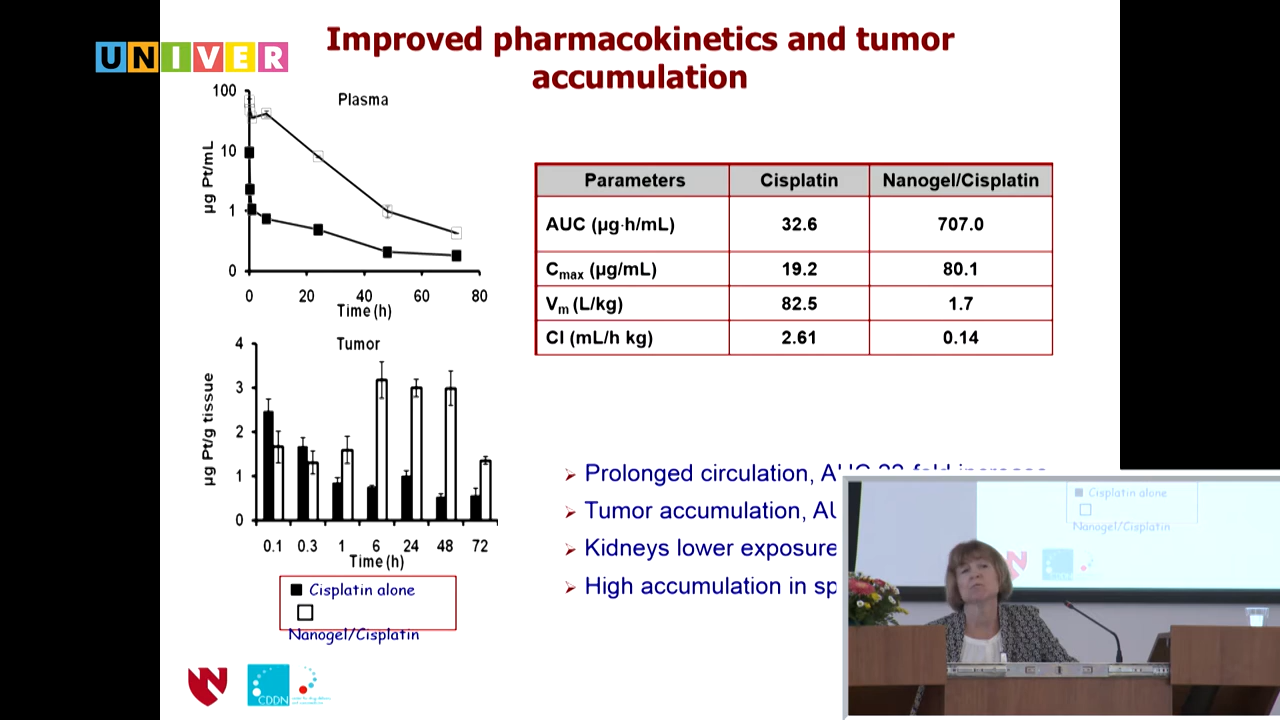 UNIVER
Improved pharmacokinetics and tumor
accumulation
Plasma
100
10
1
0
µg Pt/mL
0 20 40 60 80
Time (h)
Parameters Cisplatin Nanogel/Cisplatin
AUC (µg·h/mL) 32.6 707.0
Cmax (µg/mL) 19.2 80.1
Vm (L/kg) 82.5 1.7
Cl (mL/h kg) 2.61 0.14
Tumor
4
3
2
1
0
µg Pt/g tissue
0.1 0.3 1 6 24 48 72
Time (h)
Cisplatin alone
Nanogel/Cisplatin
Prolonged circulation,
Tumor accumulation,
Kidneys lower exposure
High accumulation in
Cisplatin alone
Nanogel/Cisplatin
N
CDDN